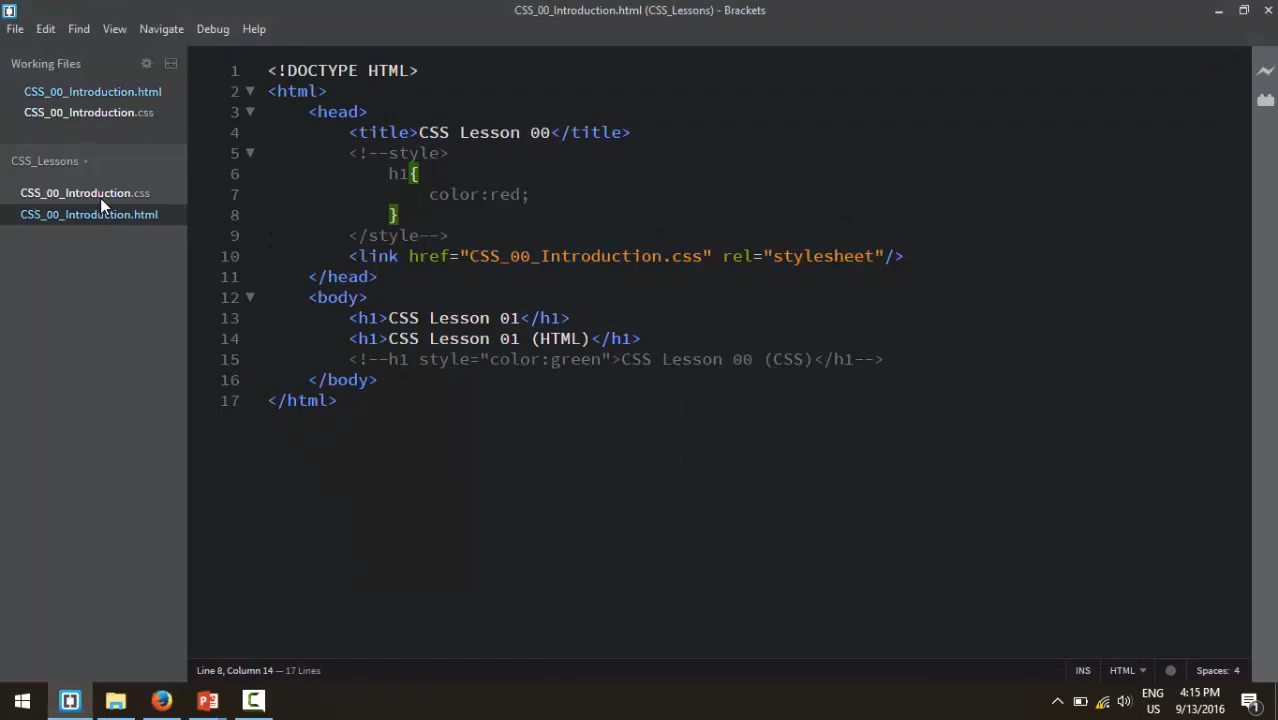 CSS_00_Introduction.html (CSS_Lessons) - Brackets
File Edit Find View Navigate Debug Help
Working Files
CSS_00_Introduction.html
CSS_00_Introduction.css
CSS_Lessons
CSS_00_Introduction.css
CSS_00_Introduction.html
1 <!DOCTYPE HTML>
2 <html>
3 <head>
4 <title>CSS Lesson 00</title>
5 <!--style>
6 h1{
7 color:red;
8 }
9 </style-->
10 <link href="CSS_00_Introduction.css" rel="stylesheet"/>
11 </head>
12 <body>
13 <h1>CSS Lesson 01</h1>
14 <h1>CSS Lesson 01 (HTML)</h1>
15 <!--h1 style="color:green">CSS Lesson 00 (CSS)</h1-->
16 </body>
17 </html>
Line 8, Column 14 — 17 Lines
INS HTML Spaces: 4
ENG 4:15 PM
US 9/13/2016 1